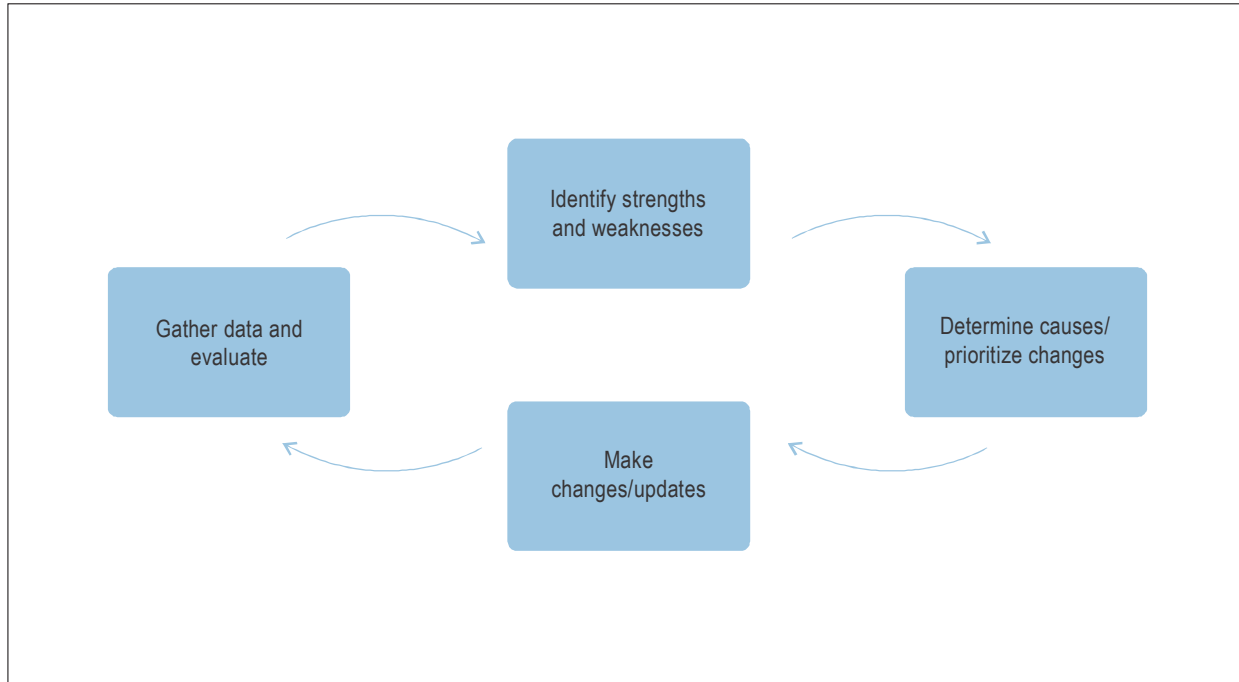 Identify strengths
and weaknesses
Gather data and
evaluate
Determine causes/
prioritize changes
Make
changes/updates